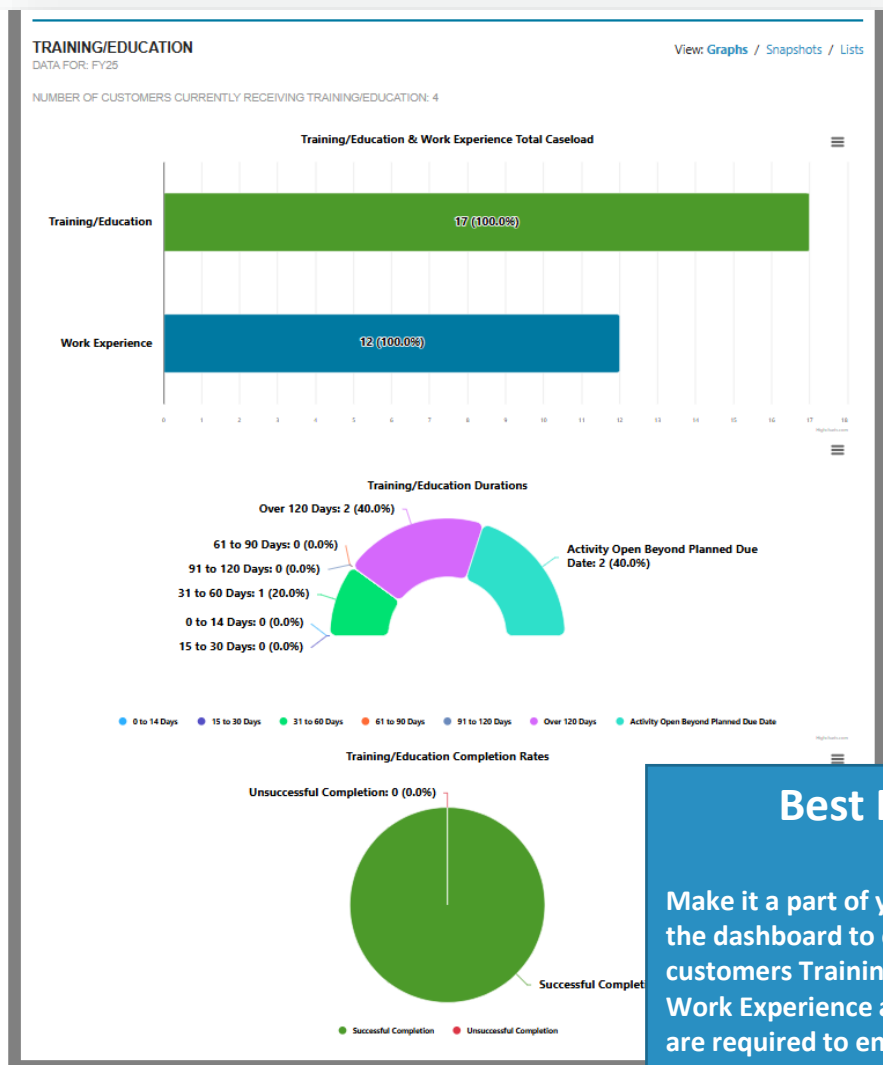 TRAINING/EDUCATION
View: Graphs / Snapshots / Lists
DATA FOR: FY25
NUMBER OF CUSTOMERS CURRENTLY RECEIVING TRAINING/EDUCATION: 4
Training/Education & Work Experience Total Caseload
Training/Education
17 (100.0%)
Work Experience
12 (100.0%)
0 1 2 3 4 5 6 7 8 9 10 11 12 13 14 15 16 17 18
Highcharts.com
Training/Education Durations
Over 120 Days: 2 (40.0%)
61 to 90 Days: 0 (0.0%)
Activity Open Beyond Planned Due
Date: 2 (40.0%)
91 to 120 Days: 0 (0.0%)
31 to 60 Days: 1 (20.0%)
0 to 14 Days: 0 (0.0%)
15 to 30 Days: 0 (0.0%)
0 to 14 Days 15 to 30 Days 31 to 60 Days 61 to 90 Days 91 to 120 Days Over 120 Days Activity Open Beyond Planned Due Date
Highcharts.com
Training/Education Completion Rates
Unsuccessful Completion: 0 (0.0%)
Successful Complet
Successful Completion Unsuccessful Completion
Best
Make it a part of
the dashboard to
customers Trainin
Work Experience
are required to en